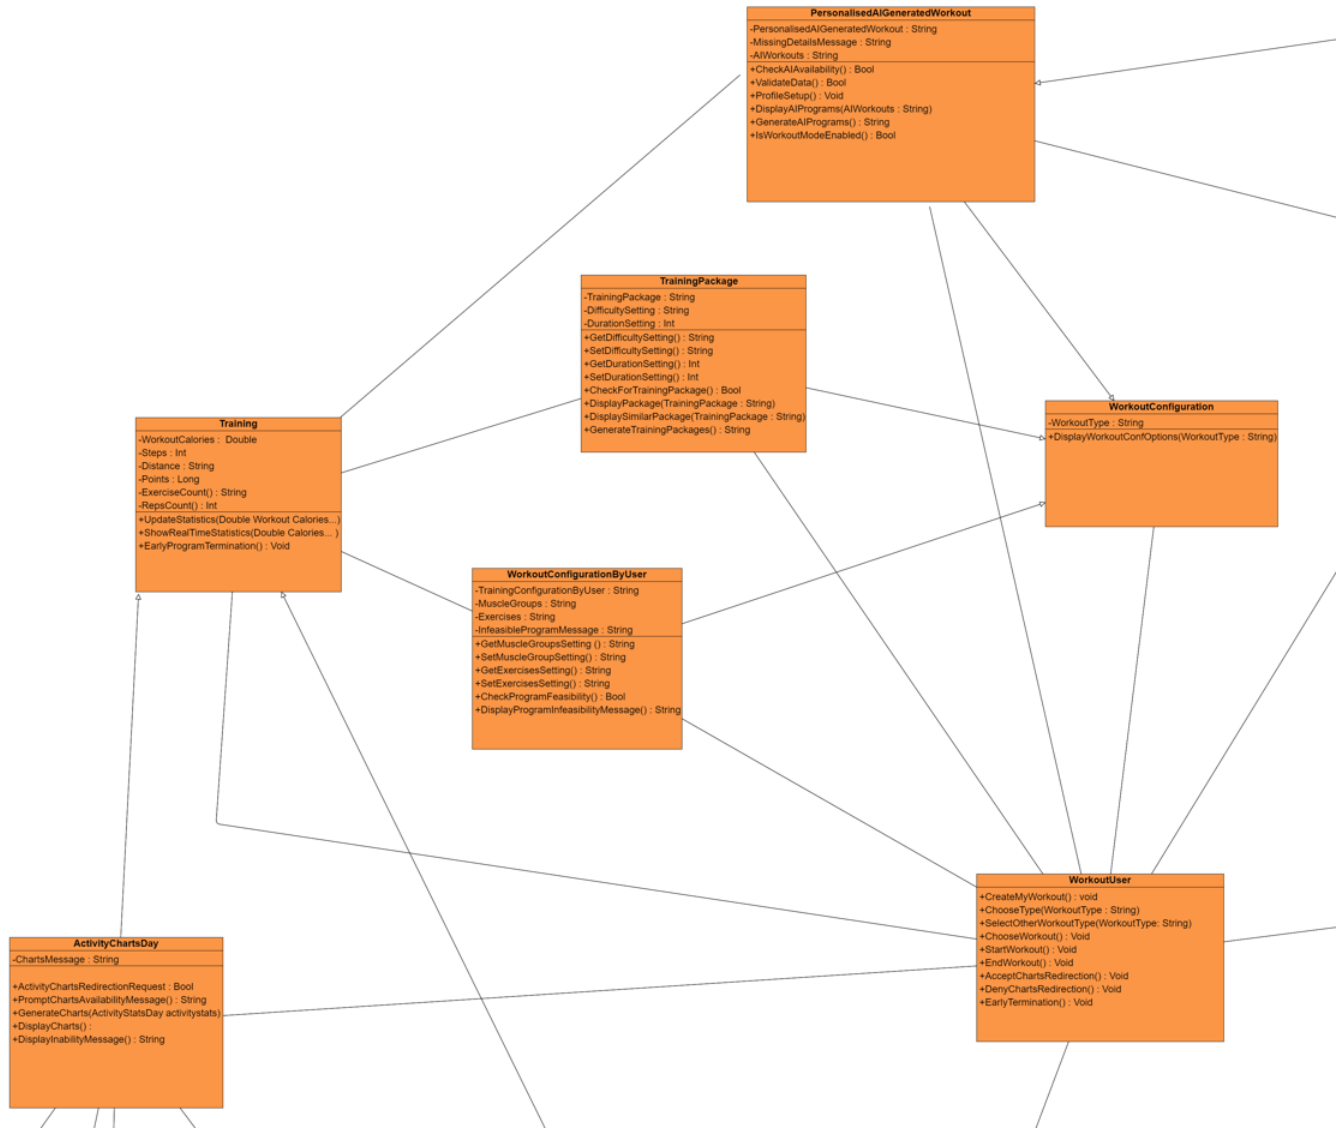 PersonalisedAIGeneratedWorkout
-PersonalisedAIGeneratedWorkout : String
-MissingDetailsMessage : String
-AIWorkouts : String
+CheckAIAvailability() : Bool
+ValidateData() : Bool
+ProfileSetup() : Void
+DisplayAIPrograms(AIWorkouts : String)
+GenerateAIPrograms() : String
+IsWorkoutModeEnabled() : Bool
TrainingPackage
-TrainingPackage : String
-DifficultySetting : String
-DurationSetting : Int
+GetDifficultySetting() : String
+SetDifficultySetting() : String
+GetDurationSetting() : Int
+SetDurationSetting() : Int
+CheckForTrainingPackage() : Bool
+DisplayPackage(TrainingPackage : String)
+DisplaySimilarPackage(TrainingPackage : String)
+GenerateTrainingPackages() : String
WorkoutConfiguration
-WorkoutType : String
+DisplayWorkoutConfOptions(WorkoutType : String)
Training
-WorkoutCalories :  Double
-Steps : Int
-Distance : String
-Points : Long
-ExerciseCount() : String
-RepsCount() : Int
+UpdateStatistics(Double Workout Calories...)
+ShowRealTimeStatistics(Double Calories... )
+EarlyProgramTermination() : Void
WorkoutConfigurationByUser
-TrainingConfigurationByUser : String
-MuscleGroups : String
-Exercises : String
-InfeasibleProgramMessage : String
+GetMuscleGroupsSetting () : String
+SetMuscleGroupSetting() : String
+GetExercisesSetting() : String
+SetExercisesSetting() : String
+CheckProgramFeasibility() : Bool
+DisplayProgramInfeasibilityMessage() : String
WorkoutUser
+CreateMyWorkout() : void
+ChooseType(WorkoutType : String)
+SelectOtherWorkoutType(WorkoutType: String)
+ChooseWorkout() : Void
+StartWorkout() : Void
+EndWorkout() : Void
+AcceptChartsRedirection() : Void
+DenyChartsRedirection() : Void
+EarlyTermination() : Void
ActivityChartsDay
-ChartsMessage : String
+ActivityChartsRedirectionRequest : Bool
+PromptChartsAvailabilityMessage() : String
+GenerateCharts(ActivityStatsDay activitystats)
+DisplayCharts() :
+DisplayInabilityMessage() : String